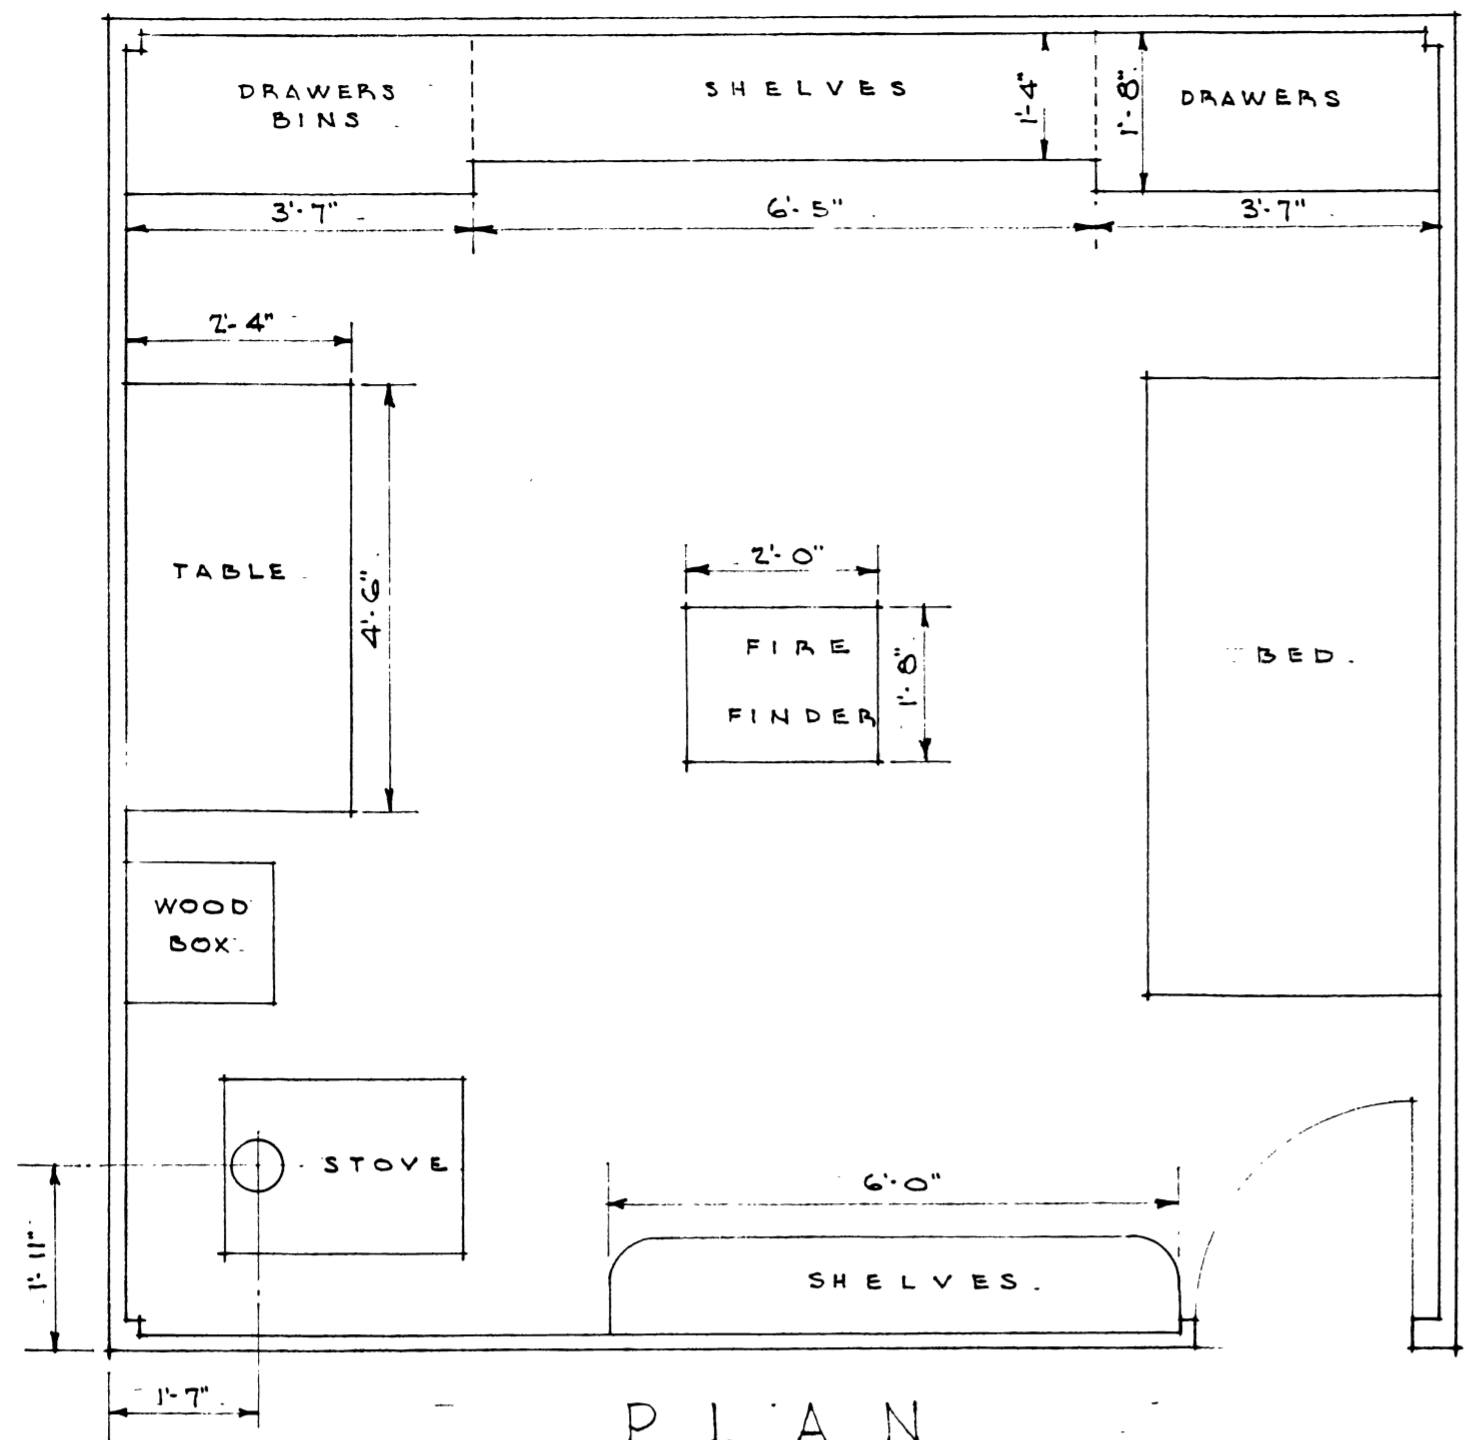 DRAWERS
BINS
SHELVES
1'-4"
1'-8"
DRAWERS
3'-7"
6'-5"
3'-7"
2'-4"
TABLE
4'-6"
2'-0"
FIRE
FINDER
1'-8"
BED
WOOD
BOX
STOVE
6'-0"
SHELVES
1'-11"
1'-7"
PLAN